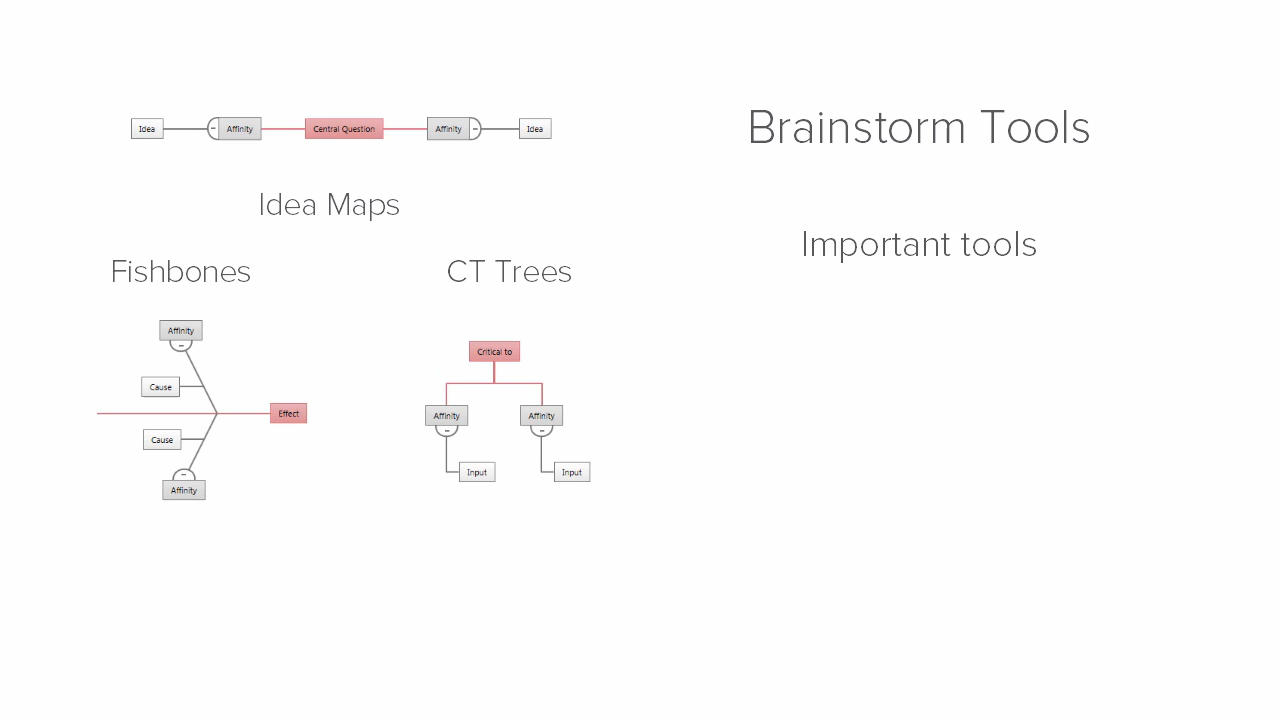 Brainstorm Tools
Important tools
Idea Affinity Central Question Affinity Idea
Idea Maps
Fishbones
Affinity
Cause
Effect
Cause
Affinity
CT Trees
Critical to
Affinity Affinity
Input Input